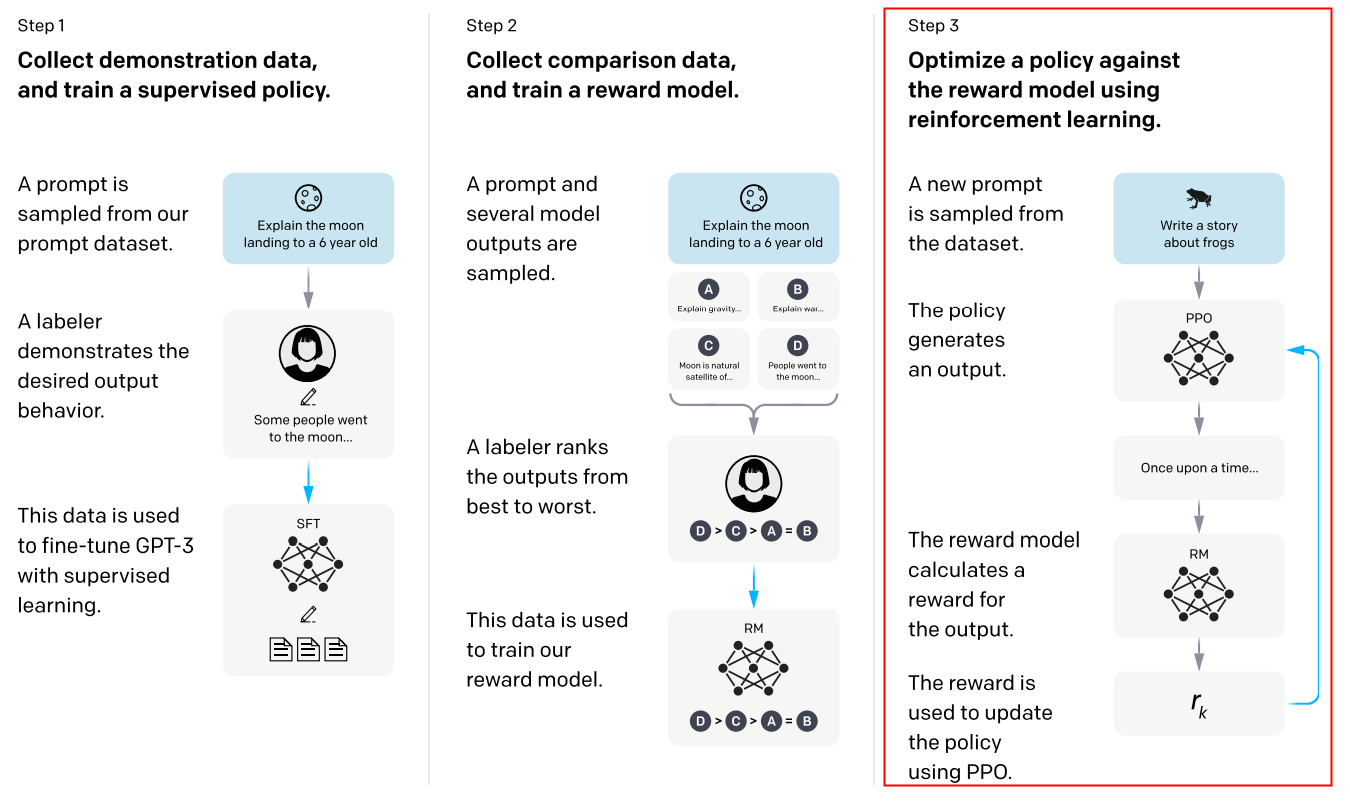 Step 1
Collect demonstration data,
and train a supervised policy.
A prompt is
sampled from our
prompt dataset.
Explain the moon
landing to a 6 year old
A labeler
demonstrates the
desired output
behavior.
Some people went
to the moon...
This data is used
to fine-tune GPT-3
with supervised
learning.
SFT
Step 2
Collect comparison data,
and train a reward model.
A prompt and
several model
outputs are
sampled.
Explain the moon
landing to a 6 year old
A
Explain gravity...
B
Explain war...
C
Moon is natural
satellite of...
D
People went to
the moon...
A labeler ranks
the outputs from
best to worst.
D > C > A = B
This data is used
to train our
reward model.
RM
D > C > A = B
Step 3
Optimize a policy against
the reward model using
reinforcement learning.
A new prompt
is sampled from
the dataset.
Write a story
about frogs
The policy
generates
an output.
PPO
Once upon a time...
The reward model
calculates a
reward for
the output.
RM
The reward is
used to update
the policy
using PPO.
rk